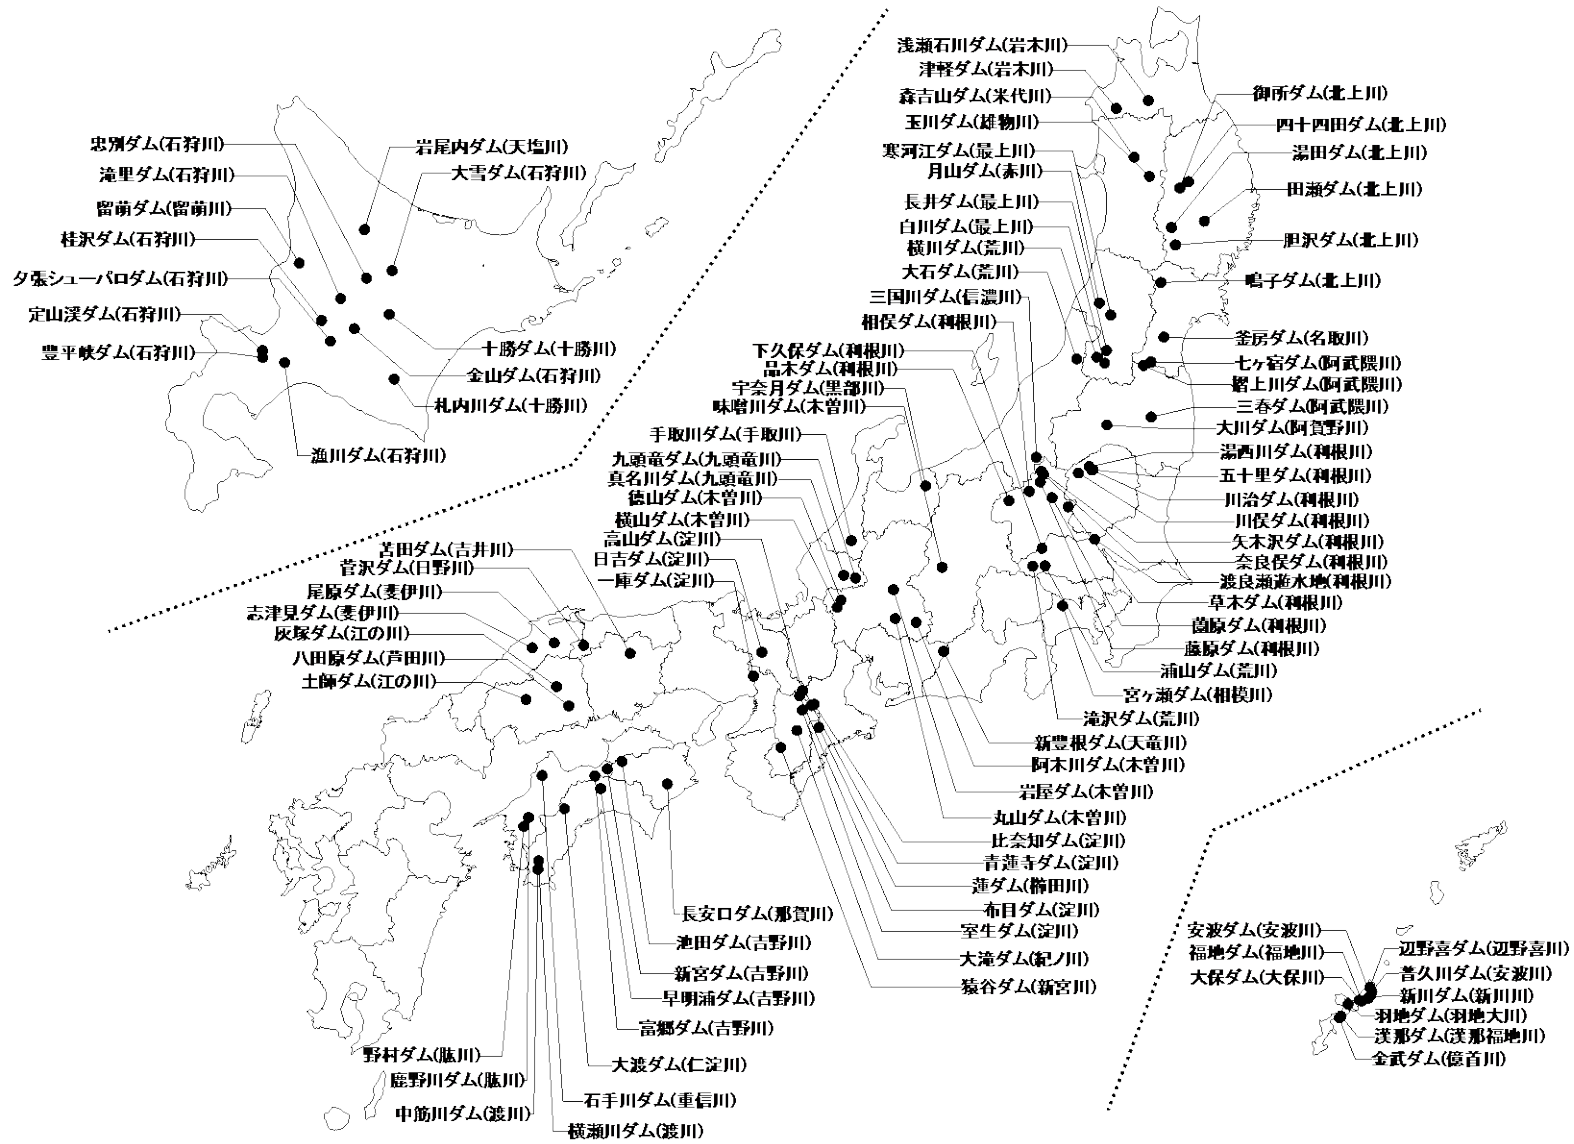 忠別ダム(石狩川)
滝里ダム(石狩川)
留萌ダム(留萌川)
桂沢ダム(石狩川)
夕張シューパロダム(石狩川)
定山渓ダム(石狩川)
豊平峡ダム(石狩川)
岩尾内ダム(天塩川)
大雪ダム(石狩川)
十勝ダム(十勝川)
金山ダム(石狩川)
札内川ダム(十勝川)
漁川ダム(石狩川)
浅瀬石川ダム(岩木川)
津軽ダム(岩木川)
森吉山ダム(米代川)
玉川ダム(雄物川)
寒河江ダム(最上川)
月山ダム(赤川)
長井ダム(最上川)
白川ダム(最上川)
横川ダム(荒川)
大石ダム(荒川)
三国川ダム(信濃川)
相俣ダム(利根川)
下久保ダム(利根川)
品木ダム(利根川)
宇奈月ダム(黒部川)
味噌川ダム(木曽川)
手取川ダム(手取川)
九頭竜ダム(九頭竜川)
真名川ダム(九頭竜川)
徳山ダム(木曽川)
横山ダム(木曽川)
高山ダム(淀川)
日吉ダム(淀川)
一庫ダム(淀川)
苫田ダム(吉井川)
菅沢ダム(日野川)
尾原ダム(斐伊川)
志津見ダム(斐伊川)
灰塚ダム(江の川)
八田原ダム(芦田川)
土師ダム(江の川)
御所ダム(北上川)
四十四田ダム(北上川)
湯田ダム(北上川)
田瀬ダム(北上川)
胆沢ダム(北上川)
鳴子ダム(北上川)
釜房ダム(名取川)
七ヶ宿ダム(阿武隈川)
摺上川ダム(阿武隈川)
三春ダム(阿武隈川)
大川ダム(阿賀野川)
湯西川ダム(利根川)
五十里ダム(利根川)
川治ダム(利根川)
川俣ダム(利根川)
矢木沢ダム(利根川)
奈良俣ダム(利根川)
渡良瀬遊水地(利根川)
草木ダム(利根川)
薗原ダム(利根川)
藤原ダム(利根川)
浦山ダム(荒川)
宮ヶ瀬ダム(相模川)
滝沢ダム(荒川)
新豊根ダム(天竜川)
阿木川ダム(木曽川)
岩屋ダム(木曽川)
丸山ダム(木曽川)
比奈知ダム(淀川)
青蓮寺ダム(淀川)
蓮ダム(櫛田川)
布目ダム(淀川)
室生ダム(淀川)
大滝ダム(紀ノ川)
猿谷ダム(新宮川)
長安口ダム(那賀川)
池田ダム(吉野川)
新宮ダム(吉野川)
早明浦ダム(吉野川)
富郷ダム(吉野川)
大渡ダム(仁淀川)
石手川ダム(重信川)
横瀬川ダム(渡川)
野村ダム(肱川)
鹿野川ダム(肱川)
中筋川ダム(渡川)
安波ダム(安波川)
福地ダム(福地川)
大保ダム(大保川)
辺野喜ダム(辺野喜川)
普久川ダム(安波川)
新川ダム(新川川)
羽地ダム(羽地大川)
漢那ダム(漢那福地川)
金武ダム(億首川)